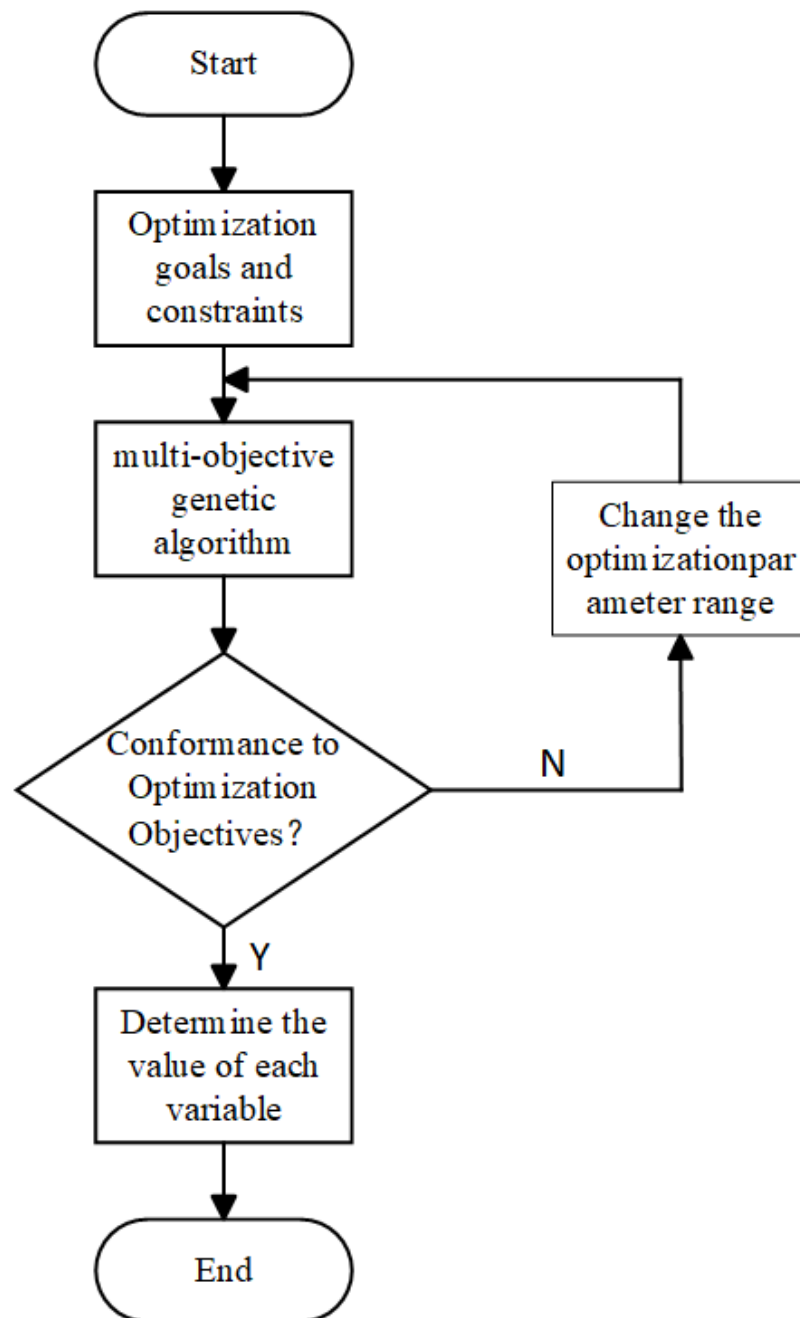 Start
Optimization
goals and
constraints
multi-objective
genetic
algorithm
Change the
optimizationpar
ameter range
Conformance to
Optimization
Objectives?
N
Y
Determine the
value of each
variable
End